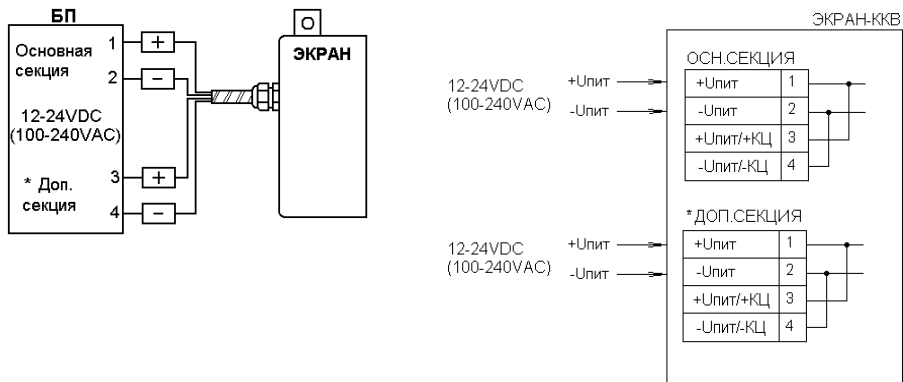 БП
Основная
секция
1
+
2
−
12-24VDC
(100-240VAC)
* Доп.
секция
3
+
4
−
ЭКРАН
ЭКРАН-ККВ
12-24VDC
(100-240VAC)
+Uпит
-Uпит
ОСН.СЕКЦИЯ
+Uпит 1
-Uпит 2
+Uпит/+КЦ 3
-Uпит/-КЦ 4
12-24VDC
(100-240VAC)
+Uпит
-Uпит
*ДОП.СЕКЦИЯ
+Uпит 1
-Uпит 2
+Uпит/+КЦ 3
-Uпит/-КЦ 4